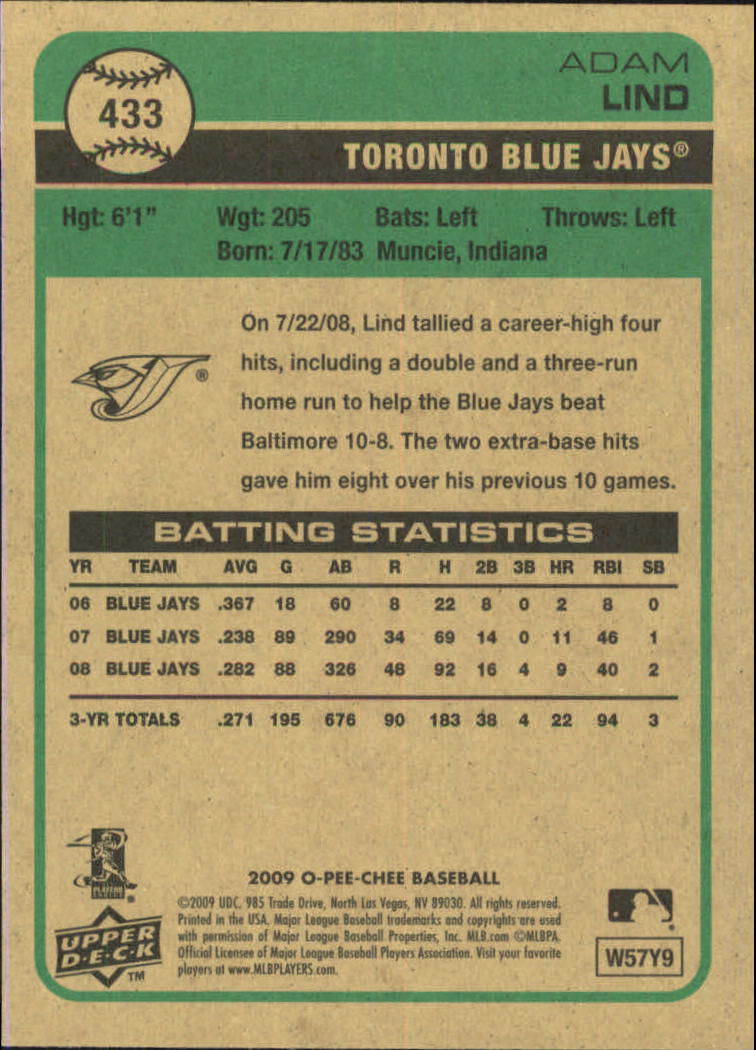 433
ADAM
LIND
TORONTO BLUE JAYS®
Hgt: 6'1" Wgt: 205 Bats: Left Throws: Left
Born: 7/17/83 Muncie, Indiana
On 7/22/08, Lind tallied a career-high four
hits, including a double and a three-run
home run to help the Blue Jays beat
Baltimore 10-8. The two extra-base hits
gave him eight over his previous 10 games.
®
BATTING STATISTICS
YR TEAM AVG G AB R H 2B 3B HR RBI SB
06 BLUE JAYS .367 18 60 8 22 8 0 2 8 0
07 BLUE JAYS .238 89 290 34 69 14 0 11 46 1
08 BLUE JAYS .282 88 326 48 92 16 4 9 40 2
3-YR TOTALS .271 195 676 90 183 38 4 22 94 3
2009 O-PEE-CHEE BASEBALL
©2009 UDC. 985 Trade Drive, North Las Vegas, NV 89030. All rights reserved.
Printed in the USA. Major League Baseball trademarks and copyrights are used
with permission of Major League Baseball Properties, Inc. MLB.com ©MLBPA.
Official Licensee of Major League Baseball Players Association. Visit your favorite
players at www.MLBPLAYERS.com.
UPPER
D·E·C·K
TM
W57Y9